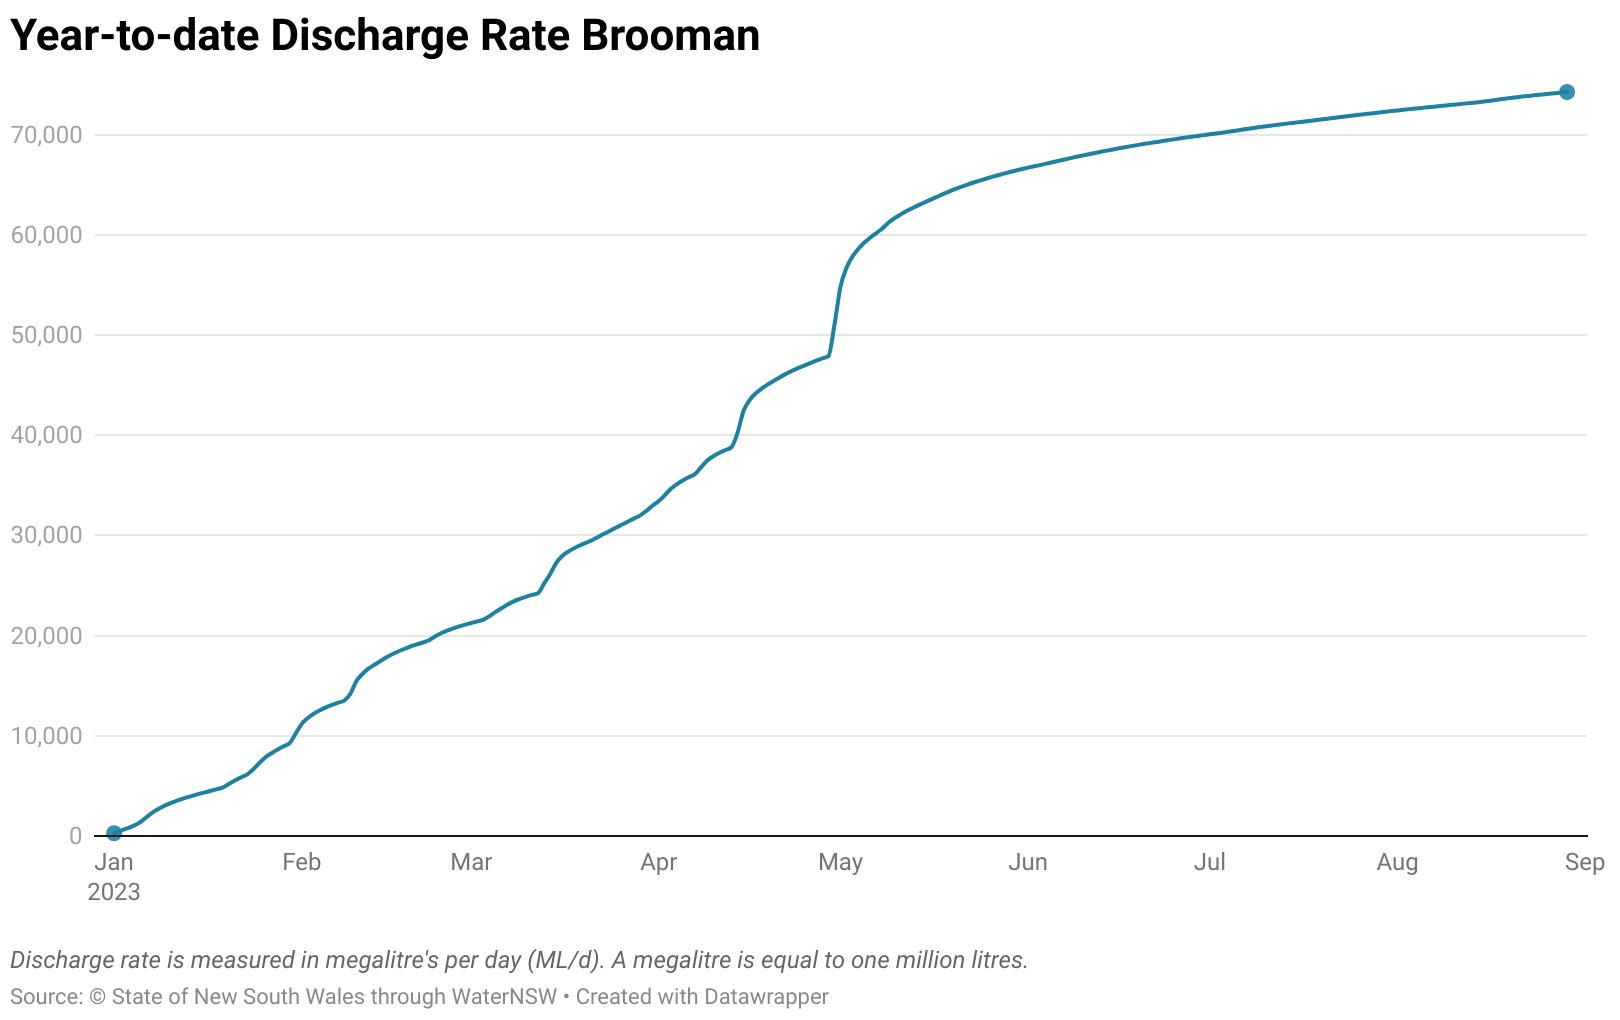 Year-to-date Discharge Rate Brooman
70,000
60,000
50,000
40,000
30,000
20,000
10,000
0
Jan Feb Mar Apr May Jun Jul Aug Sep
2023
Discharge rate is measured in megalitre's per day (ML/d). A megalitre is equal to one million litres.
Source: © State of New South Wales through WaterNSW • Created with Datawrapper